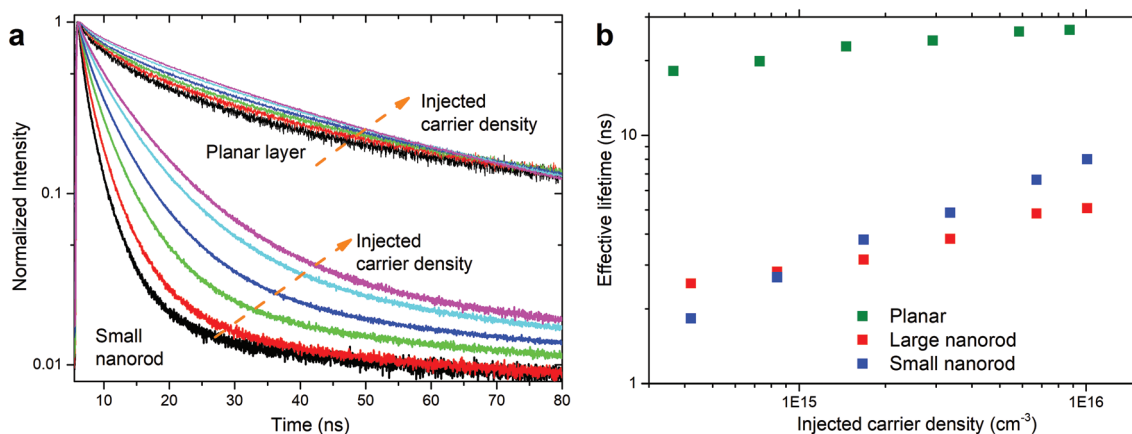 a
Normalized Intensity
1
0.1
0.01
Injected
carrier density
Planar layer
Injected
carrier density
Small
nanorod
10 20 30 40 50 60 70 80
Time (ns)
b
Effective lifetime (ns)
10
1
Planar
Large nanorod
Small nanorod
1E15 1E16
Injected carrier density (cm⁻³)